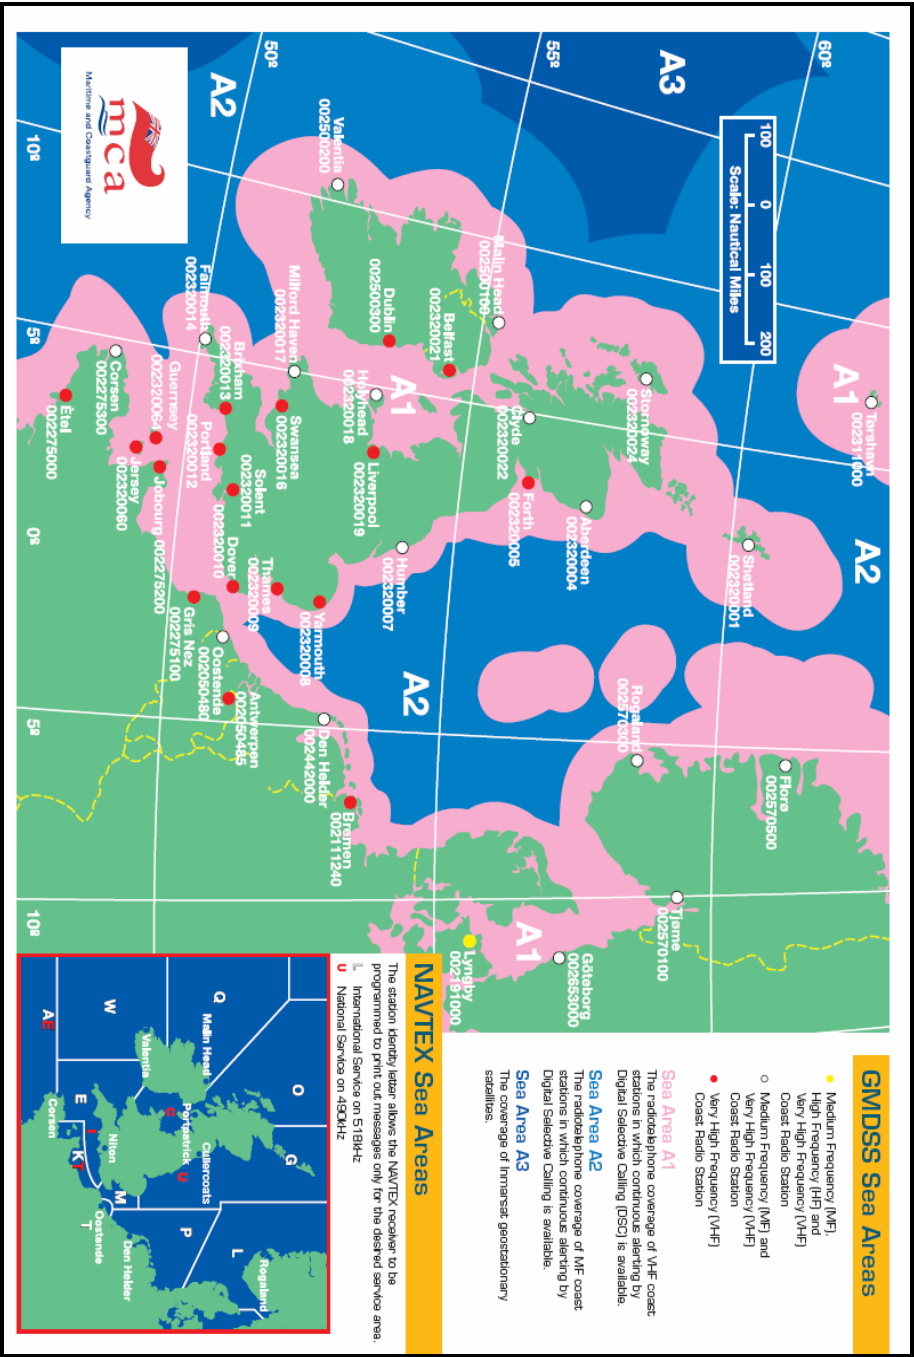 GMDSS Sea Areas
Medium Frequency (MF),
High Frequency (HF) and
Very High Frequency (VHF)
Coast Radio Station
Medium Frequency (MF) and
Very High Frequency (VHF)
Coast Radio Station
Very High Frequency (VHF)
Coast Radio Station
Sea Area A1
The radiotelephone coverage of VHF coast
stations in which continuous alerting by
Digital Selective Calling (DSC) is available.
Sea Area A2
The radiotelephone coverage of MF coast
stations in which continuous alerting by
Digital Selective Calling is available.
Sea Area A3
The coverage of Inmarsat geostationary
satellites.
NAVTEX Sea Areas
The station identity letter allows the NAVTEX receiver to be
programmed to print out messages only for the desired service area.
L International Service on 518kHz
U National Service on 490kHz
O
Q
G
Malin Head
Cullercoats
Portpatrick
C
U
W
Valentia
P
L
Rogaland
E
I
Niton
K
T
M
AE
Corsen
Oostende
T
Den Helder
60º
100 0 100 200
Scale: Nautical Miles
A3
55º
50º
A2
10º
5º
0º
5º
10º
mca
Maritime and Coastguard Agency
A1
Tørshavn
002311000
A2
Shetland
002320001
Florø
002570500
Stornoway
002320024
Aberdeen
002320004
Rogaland
002570300
Tjøme
002570100
Clyde
002320022
Forth
002320005
Göteborg
002653000
A1
Malin Head
002500100
Belfast
002320021
A1
Lyngby
002191000
Dublin
002500300
Holyhead
002320018
Liverpool
002320019
Humber
002320007
A2
Valentia
002500200
Milford Haven
002320017
Swansea
002320016
Yarmouth
002320008
Den Helder
002442000
Bremen
002111240
Thames
002320009
Solent
002320011
Dover
002320010
Brixham
002320013
Portland
002320012
Falmouth
002320014
Antwerpen
002050485
Oostende
002050480
Gris Nez
002275100
Guernsey
002320064
Jobourg 002275200
Jersey
002320060
Corsen
002275300
Étel
002275000